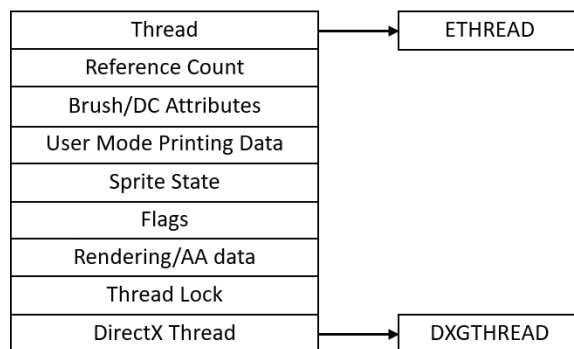 Thread
ETHREAD
Reference Count
Brush/DC Attributes
User Mode Printing Data
Sprite State
Flags
Rendering/AA data
Thread Lock
DirectX Thread
DXGTHREAD